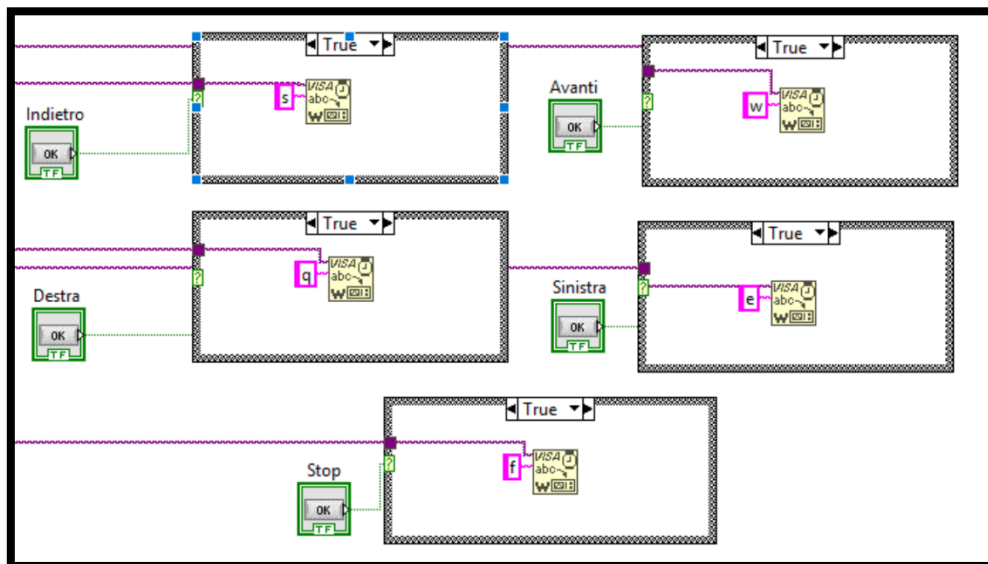 True
VISA
abc
s
W
Indietro
OK
TF
?
True
Avanti
VISA
abc
w
W
OK
TF
?
True
VISA
abc
q
W
Destra
OK
TF
?
True
Sinistra
VISA
abc
e
W
OK
TF
?
True
VISA
abc
f
W
Stop
OK
TF
?